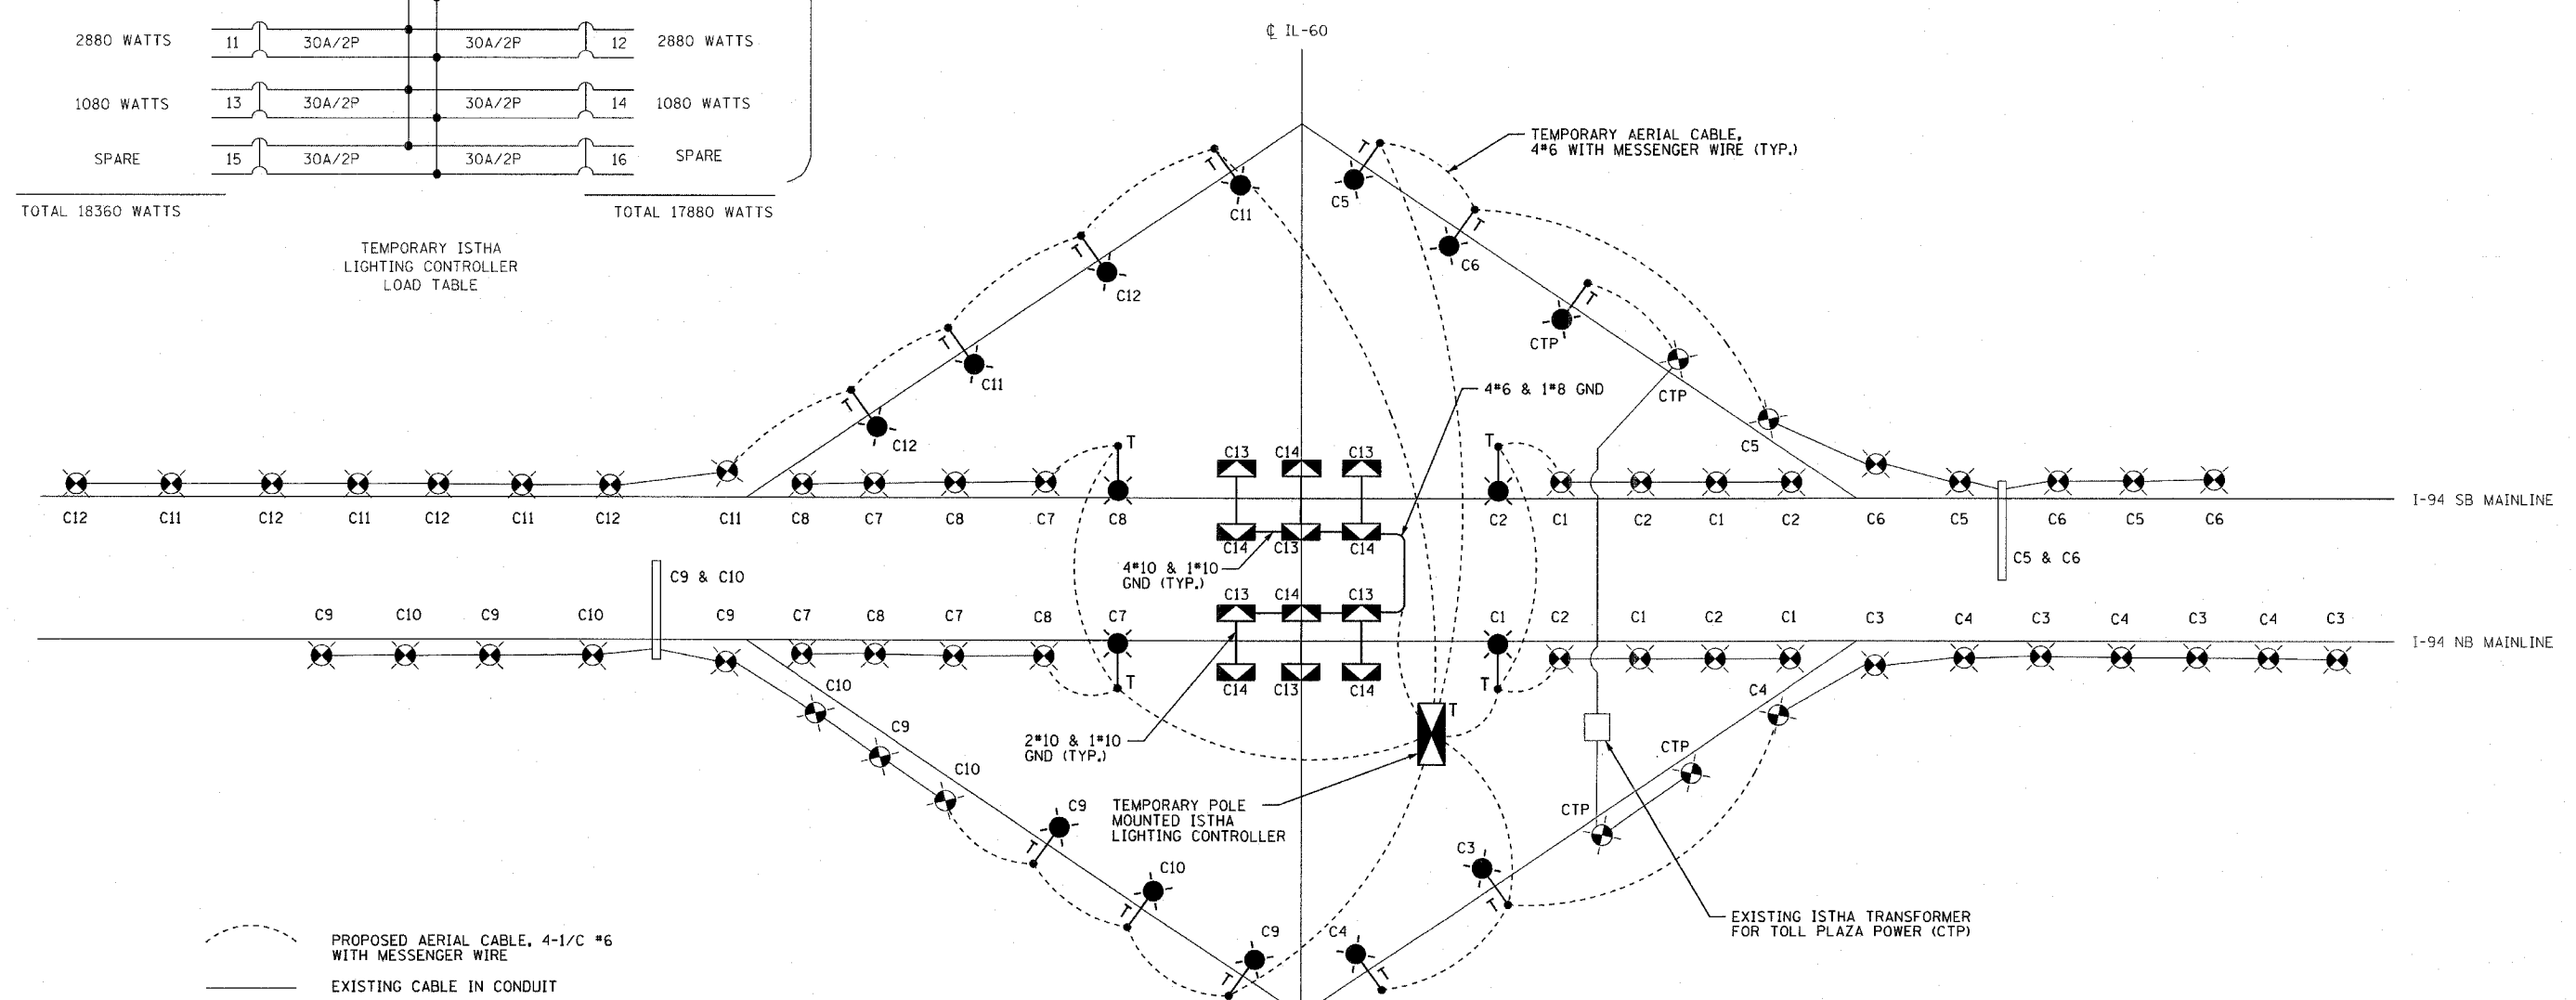 2880 WATTS 11 30A/2P 30A/2P 12 2880 WATTS
1080 WATTS 13 30A/2P 30A/2P 14 1080 WATTS
SPARE 15 30A/2P 30A/2P 16 SPARE
TOTAL 18360 WATTS TOTAL 17880 WATTS
TEMPORARY ISTHA
LIGHTING CONTROLLER
LOAD TABLE
℄ IL-60
TEMPORARY AERIAL CABLE,
4#6 WITH MESSENGER WIRE (TYP.)
T T
C11 C5
T
T C6
C12
T T
C11 CTP
4#6 & 1#8 GND
CTP
T
C12 C5
T T
C13 C14 C13
I-94 SB MAINLINE
C12 C11 C12 C11 C12 C11 C12 C11 C8 C7 C8 C7 C8 C2 C1 C2 C1 C2 C6 C5 C6 C5 C6
C14 C13 C14
C9 & C10 C5 & C6
4#10 & 1#10
GND (TYP.)
C13 C14 C13
C9 C10 C9 C10 C9 C7 C8 C7 C8 C7 C1 C2 C1 C2 C1 C3 C4 C3 C4 C3 C4 C3
I-94 NB MAINLINE
T T
C14 C13 C14
C10 C4
T
C9
2#10 & 1#10
GND (TYP.)
CTP
C10
C9 CTP
TEMPORARY POLE
MOUNTED ISTHA
LIGHTING CONTROLLER
T C3
C10
T T
EXISTING ISTHA TRANSFORMER
FOR TOLL PLAZA POWER (CTP)
C9 C4
T T
PROPOSED AERIAL CABLE, 4-1/C #6
WITH MESSENGER WIRE
EXISTING CABLE IN CONDUIT